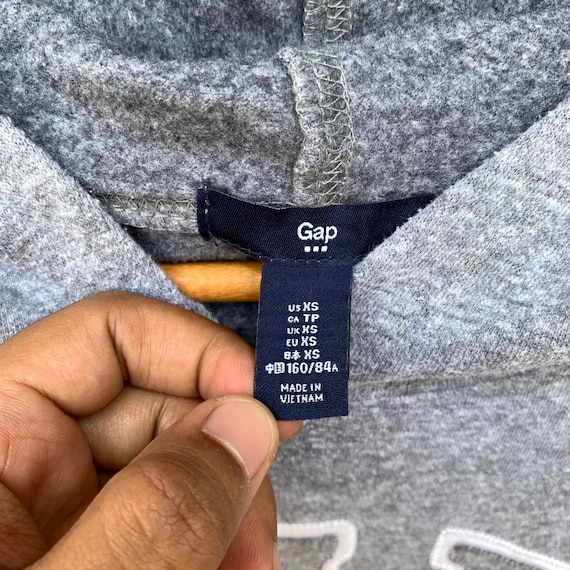 Gap
US XS
CA TP
UK XS
EU XS
日本 XS
中国 160/84A
MADE IN
VIETNAM